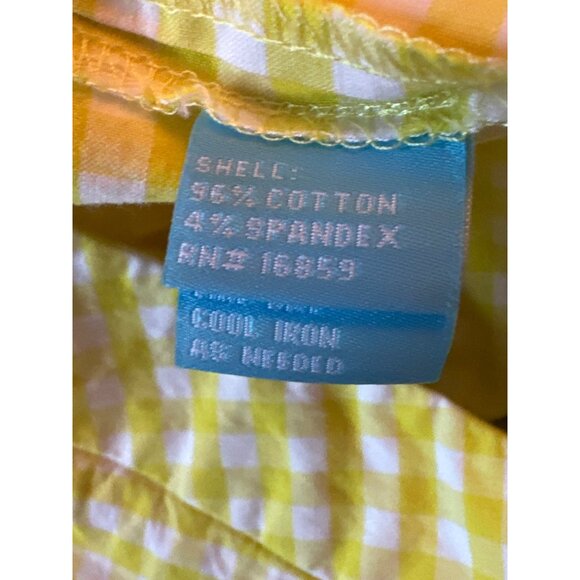 SHELL:
96% COTTON
4% SPANDEX
RN# 16859
COOL IRON
AS NEEDED